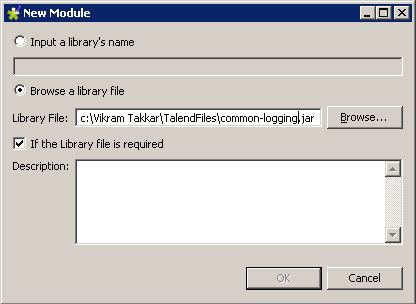 New Module
Input a library's name
Browse a library file
Library File: c:\Vikram Takkar\TalendFiles\common-logging.jar Browse...
If the Library file is required
Description:
OK Cancel